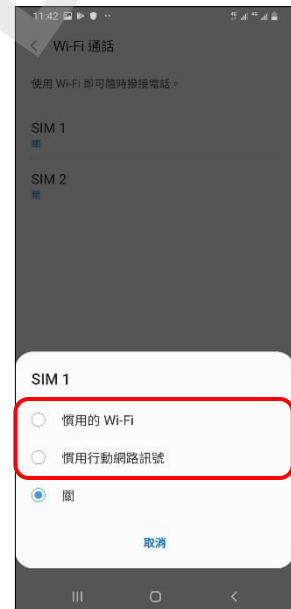 11:42
Wi-Fi 通話
使用 Wi-Fi 即可隨時撥接電話。
SIM 1
關
SIM 2
關
SIM 1
慣用的 Wi-Fi
慣用行動網路訊號
關
取消